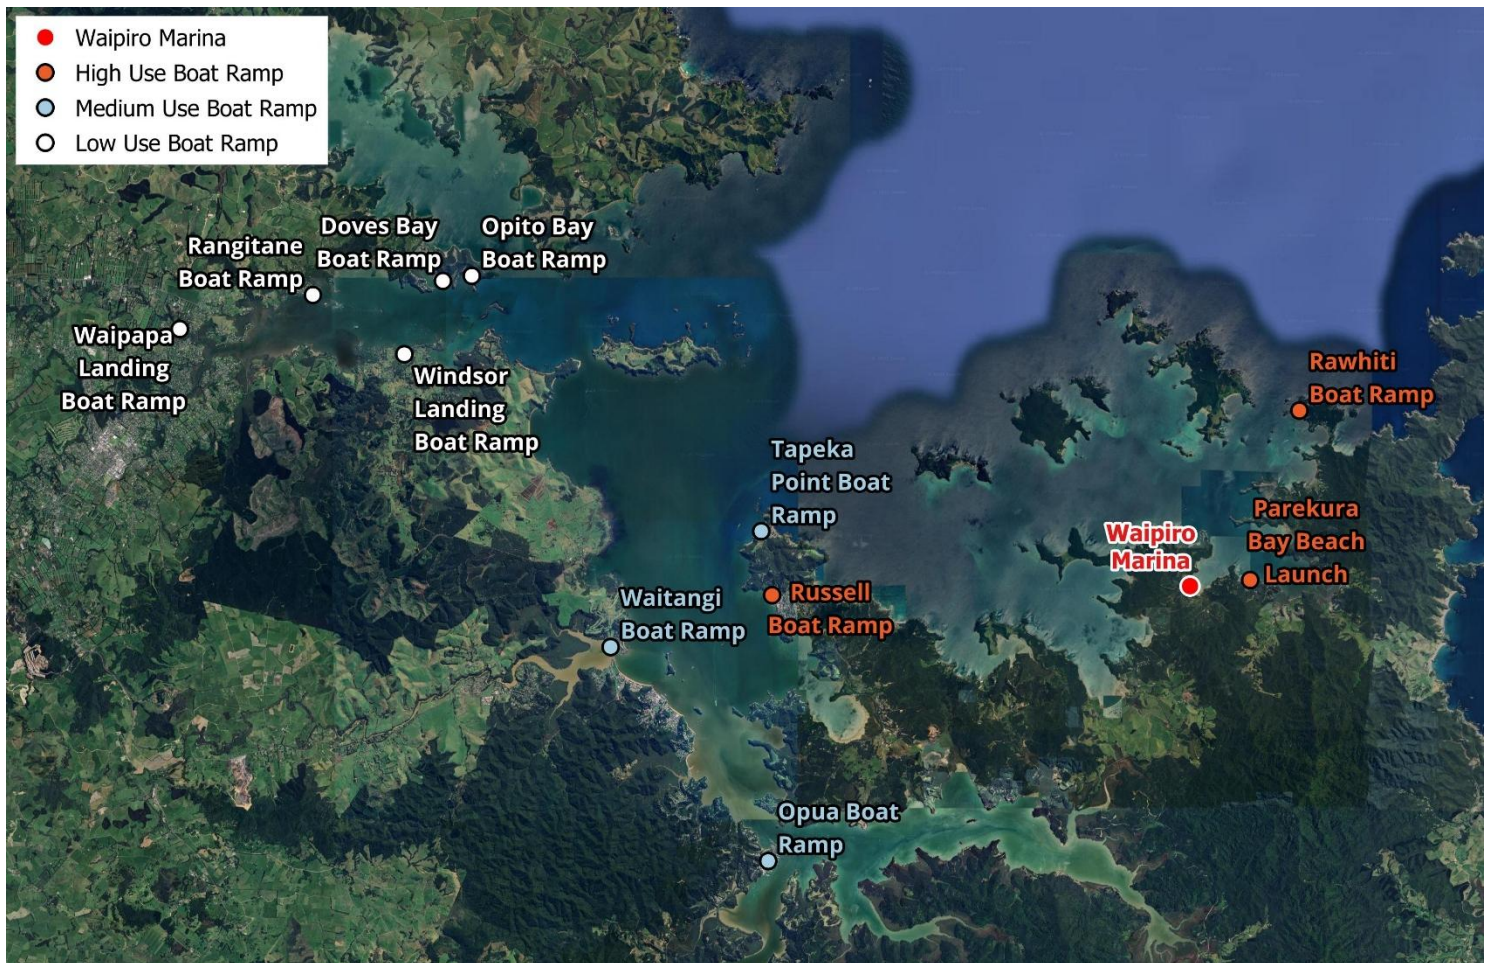 Waipiro Marina
High Use Boat Ramp
Medium Use Boat Ramp
Low Use Boat Ramp
Doves Bay
Boat Ramp
Opito Bay
Boat Ramp
Rangitane
Boat Ramp
Waipapa
Landing
Boat Ramp
Windsor
Landing
Boat Ramp
Rawhiti
Boat Ramp
Tapeka
Point Boat
Ramp
Parekura
Bay Beach
Launch
Waipiro
Marina
Russell
Boat Ramp
Waitangi
Boat Ramp
Opua Boat
Ramp